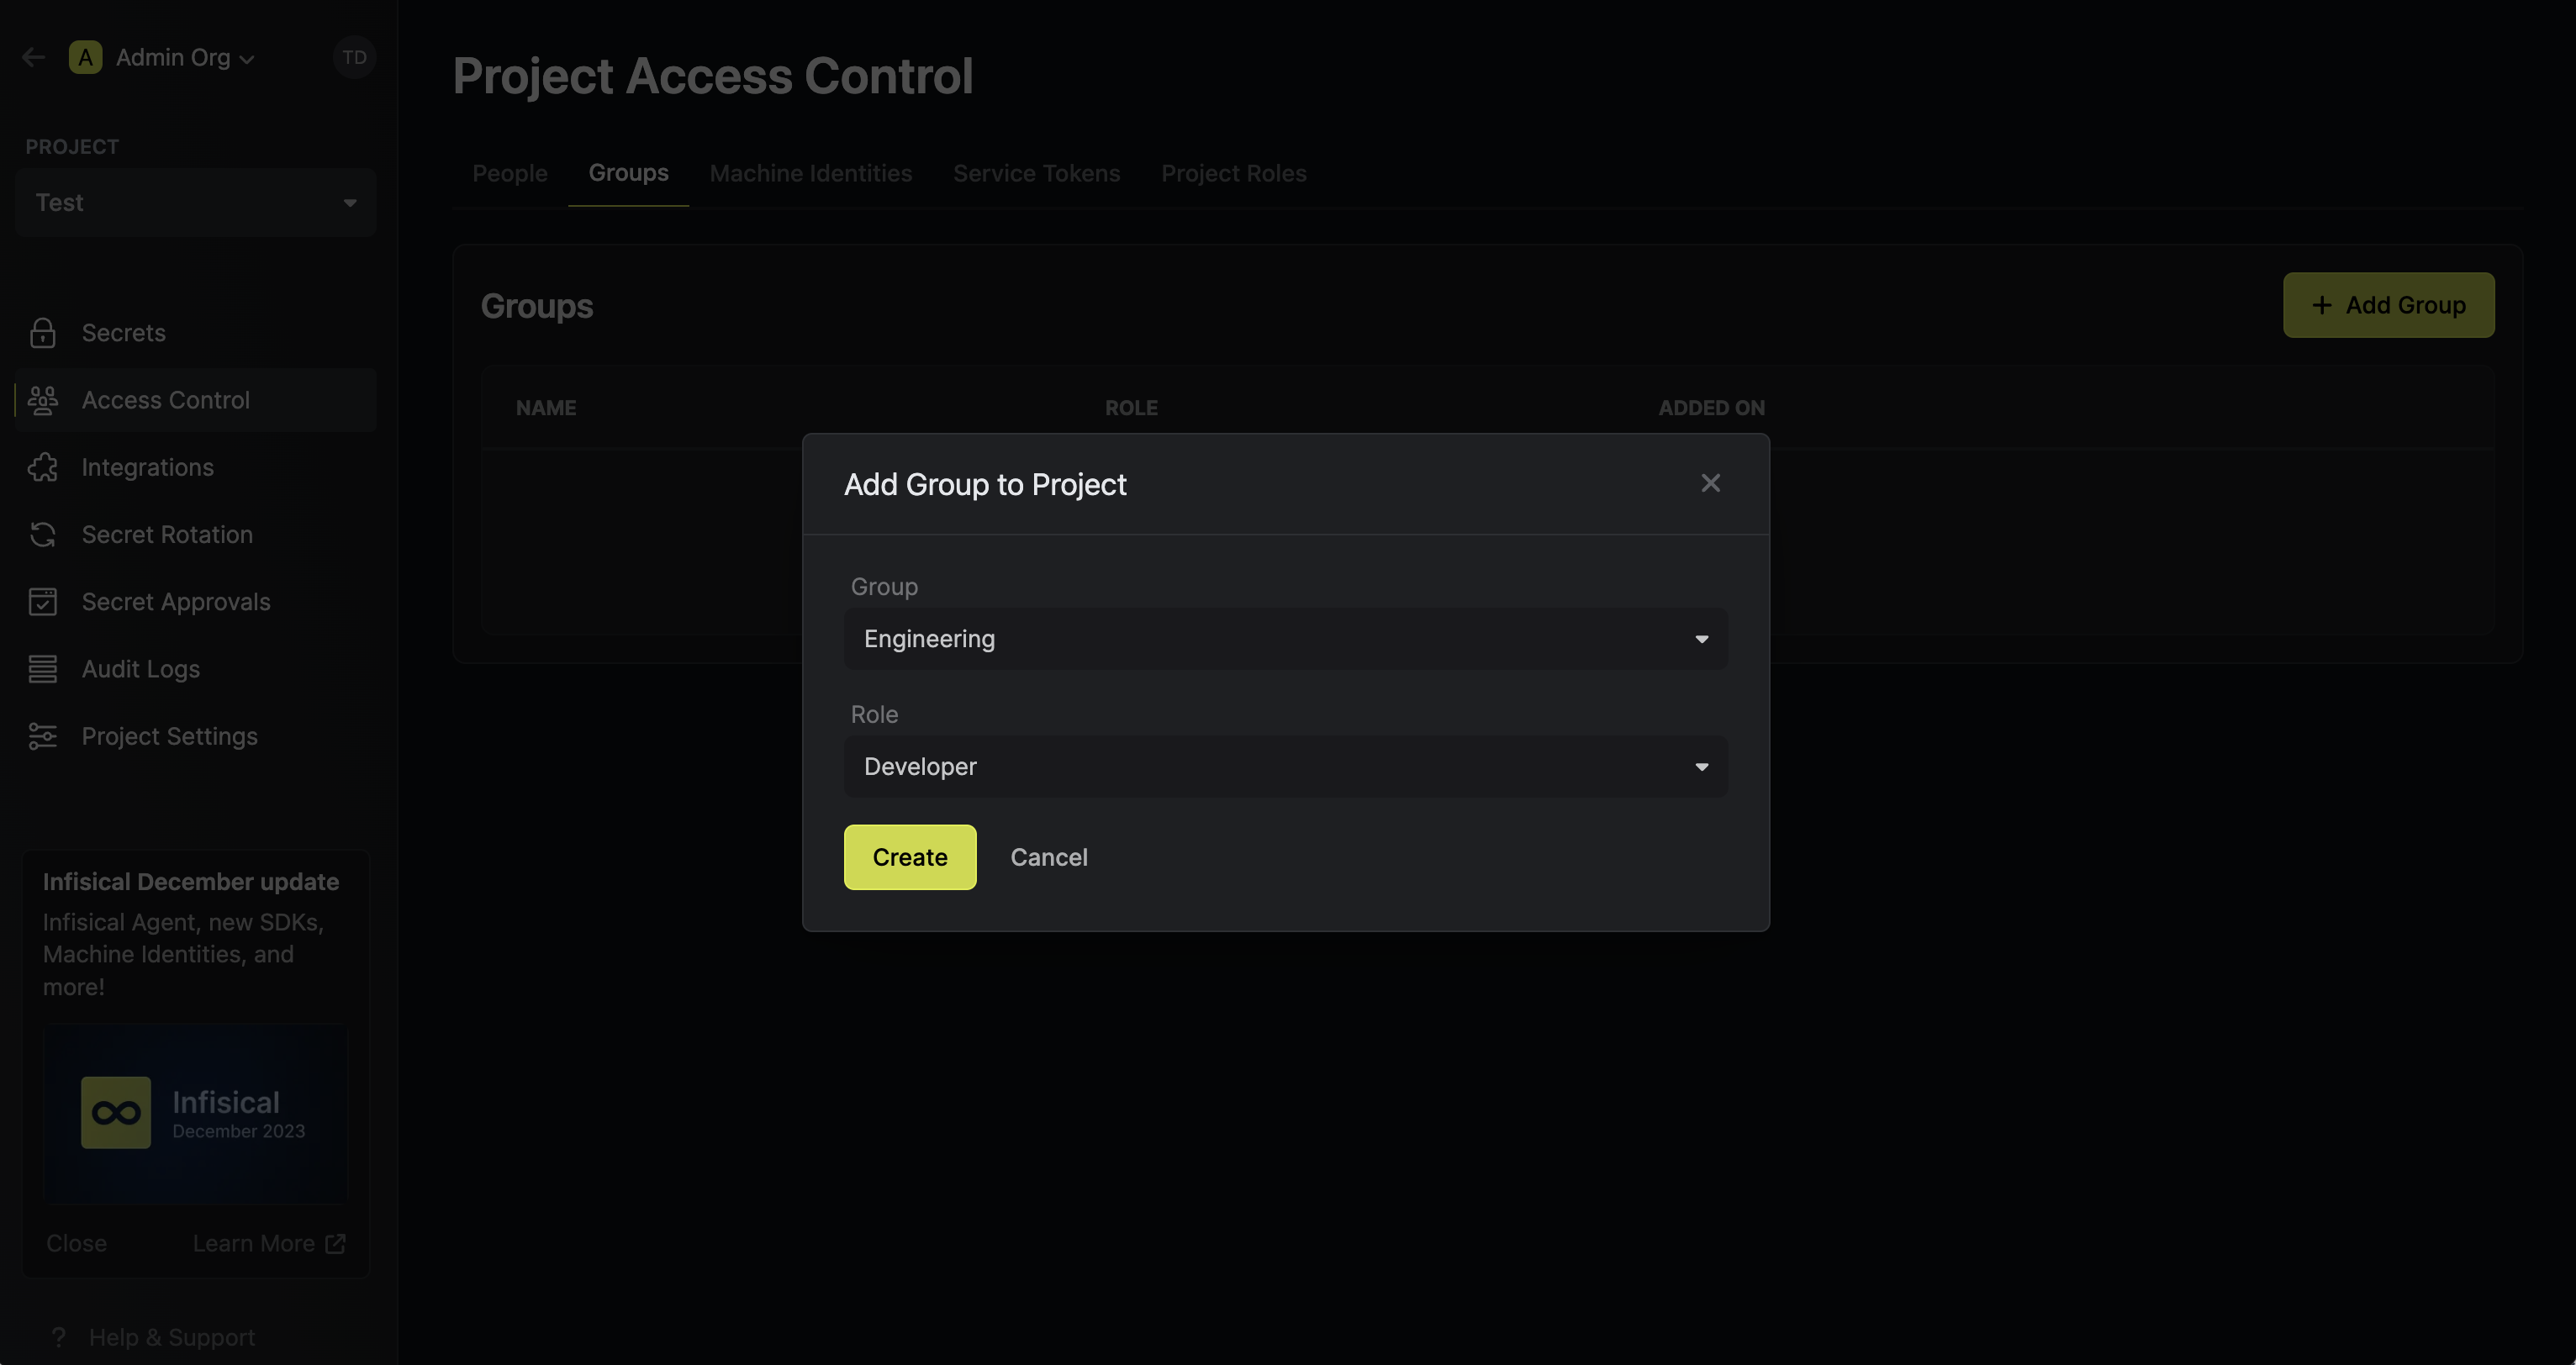 A Admin Org
TD
PROJECT
Test
Secrets
Access Control
Integrations
Secret Rotation
Secret Approvals
Audit Logs
Project Settings
Infisical December update
Infisical Agent, new SDKs,
Machine Identities, and
more!
Infisical
December 2023
Close
Learn More
? Help & Support
Project Access Control
People
Groups
Machine Identities
Service Tokens
Project Roles
Groups
+ Add Group
NAME
ROLE
ADDED ON
Add Group to Project
Group
Engineering
Role
Developer
Create
Cancel